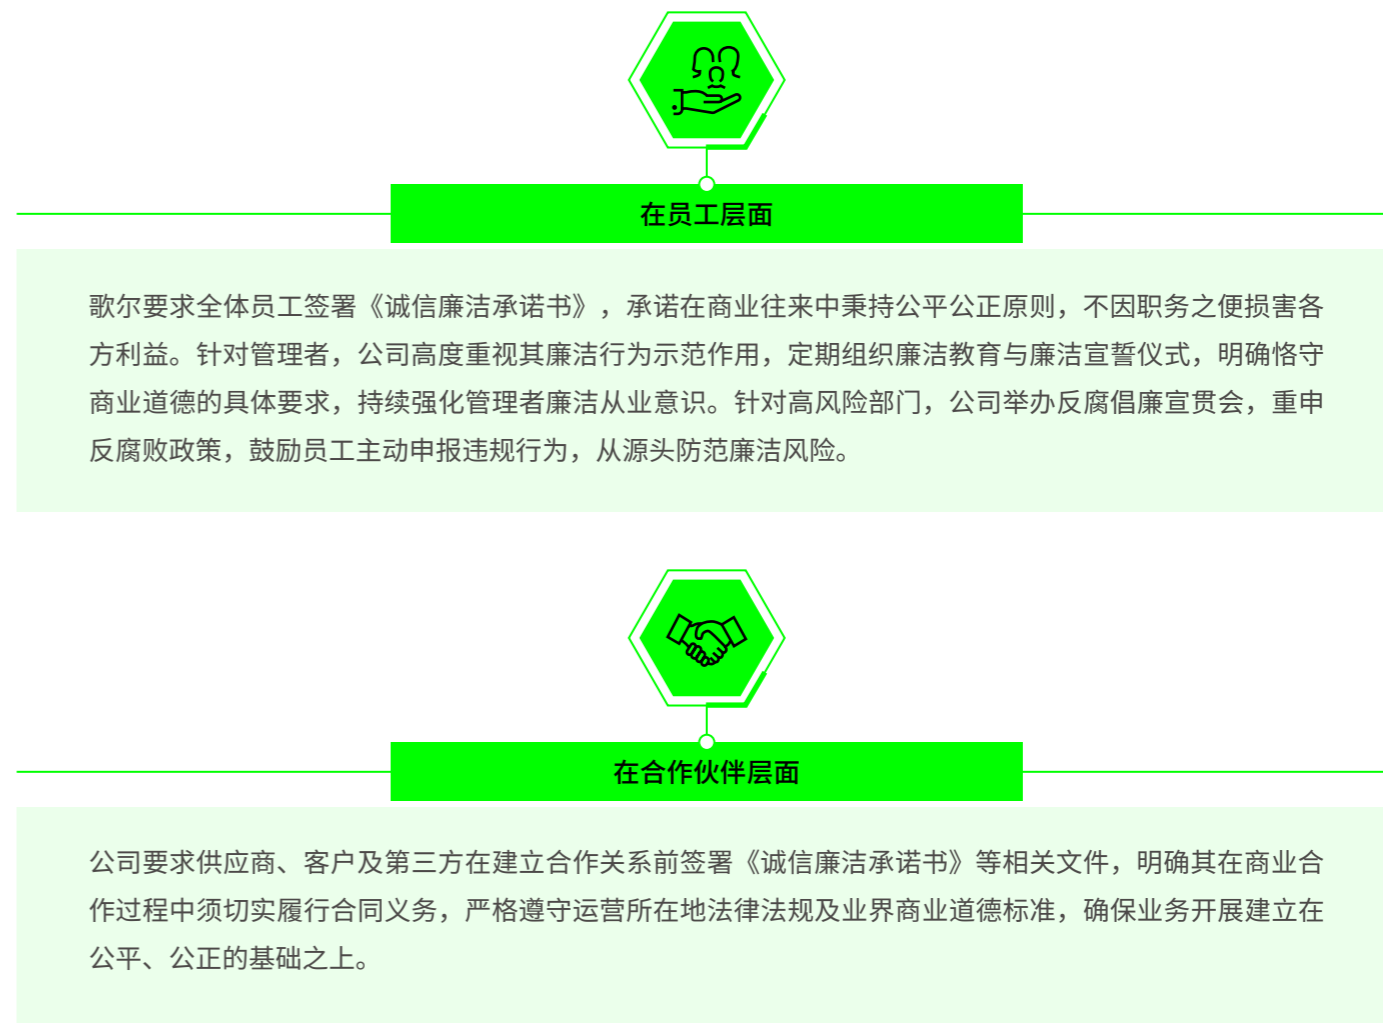 在员工层面
歌尔要求全体员工签署《诚信廉洁承诺书》，承诺在商业往来中秉持公平公正原则，不因职务之便损害各
方利益。针对管理者，公司高度重视其廉洁行为示范作用，定期组织廉洁教育与廉洁宣誓仪式，明确恪守
商业道德的具体要求，持续强化管理者廉洁从业意识。针对高风险部门，公司举办反腐倡廉宣贯会，重申
反腐败政策，鼓励员工主动申报违规行为，从源头防范廉洁风险。
在合作伙伴层面
公司要求供应商、客户及第三方在建立合作关系前签署《诚信廉洁承诺书》等相关文件，明确其在商业合
作过程中须切实履行合同义务，严格遵守运营所在地法律法规及业界商业道德标准，确保业务开展建立在
公平、公正的基础之上。